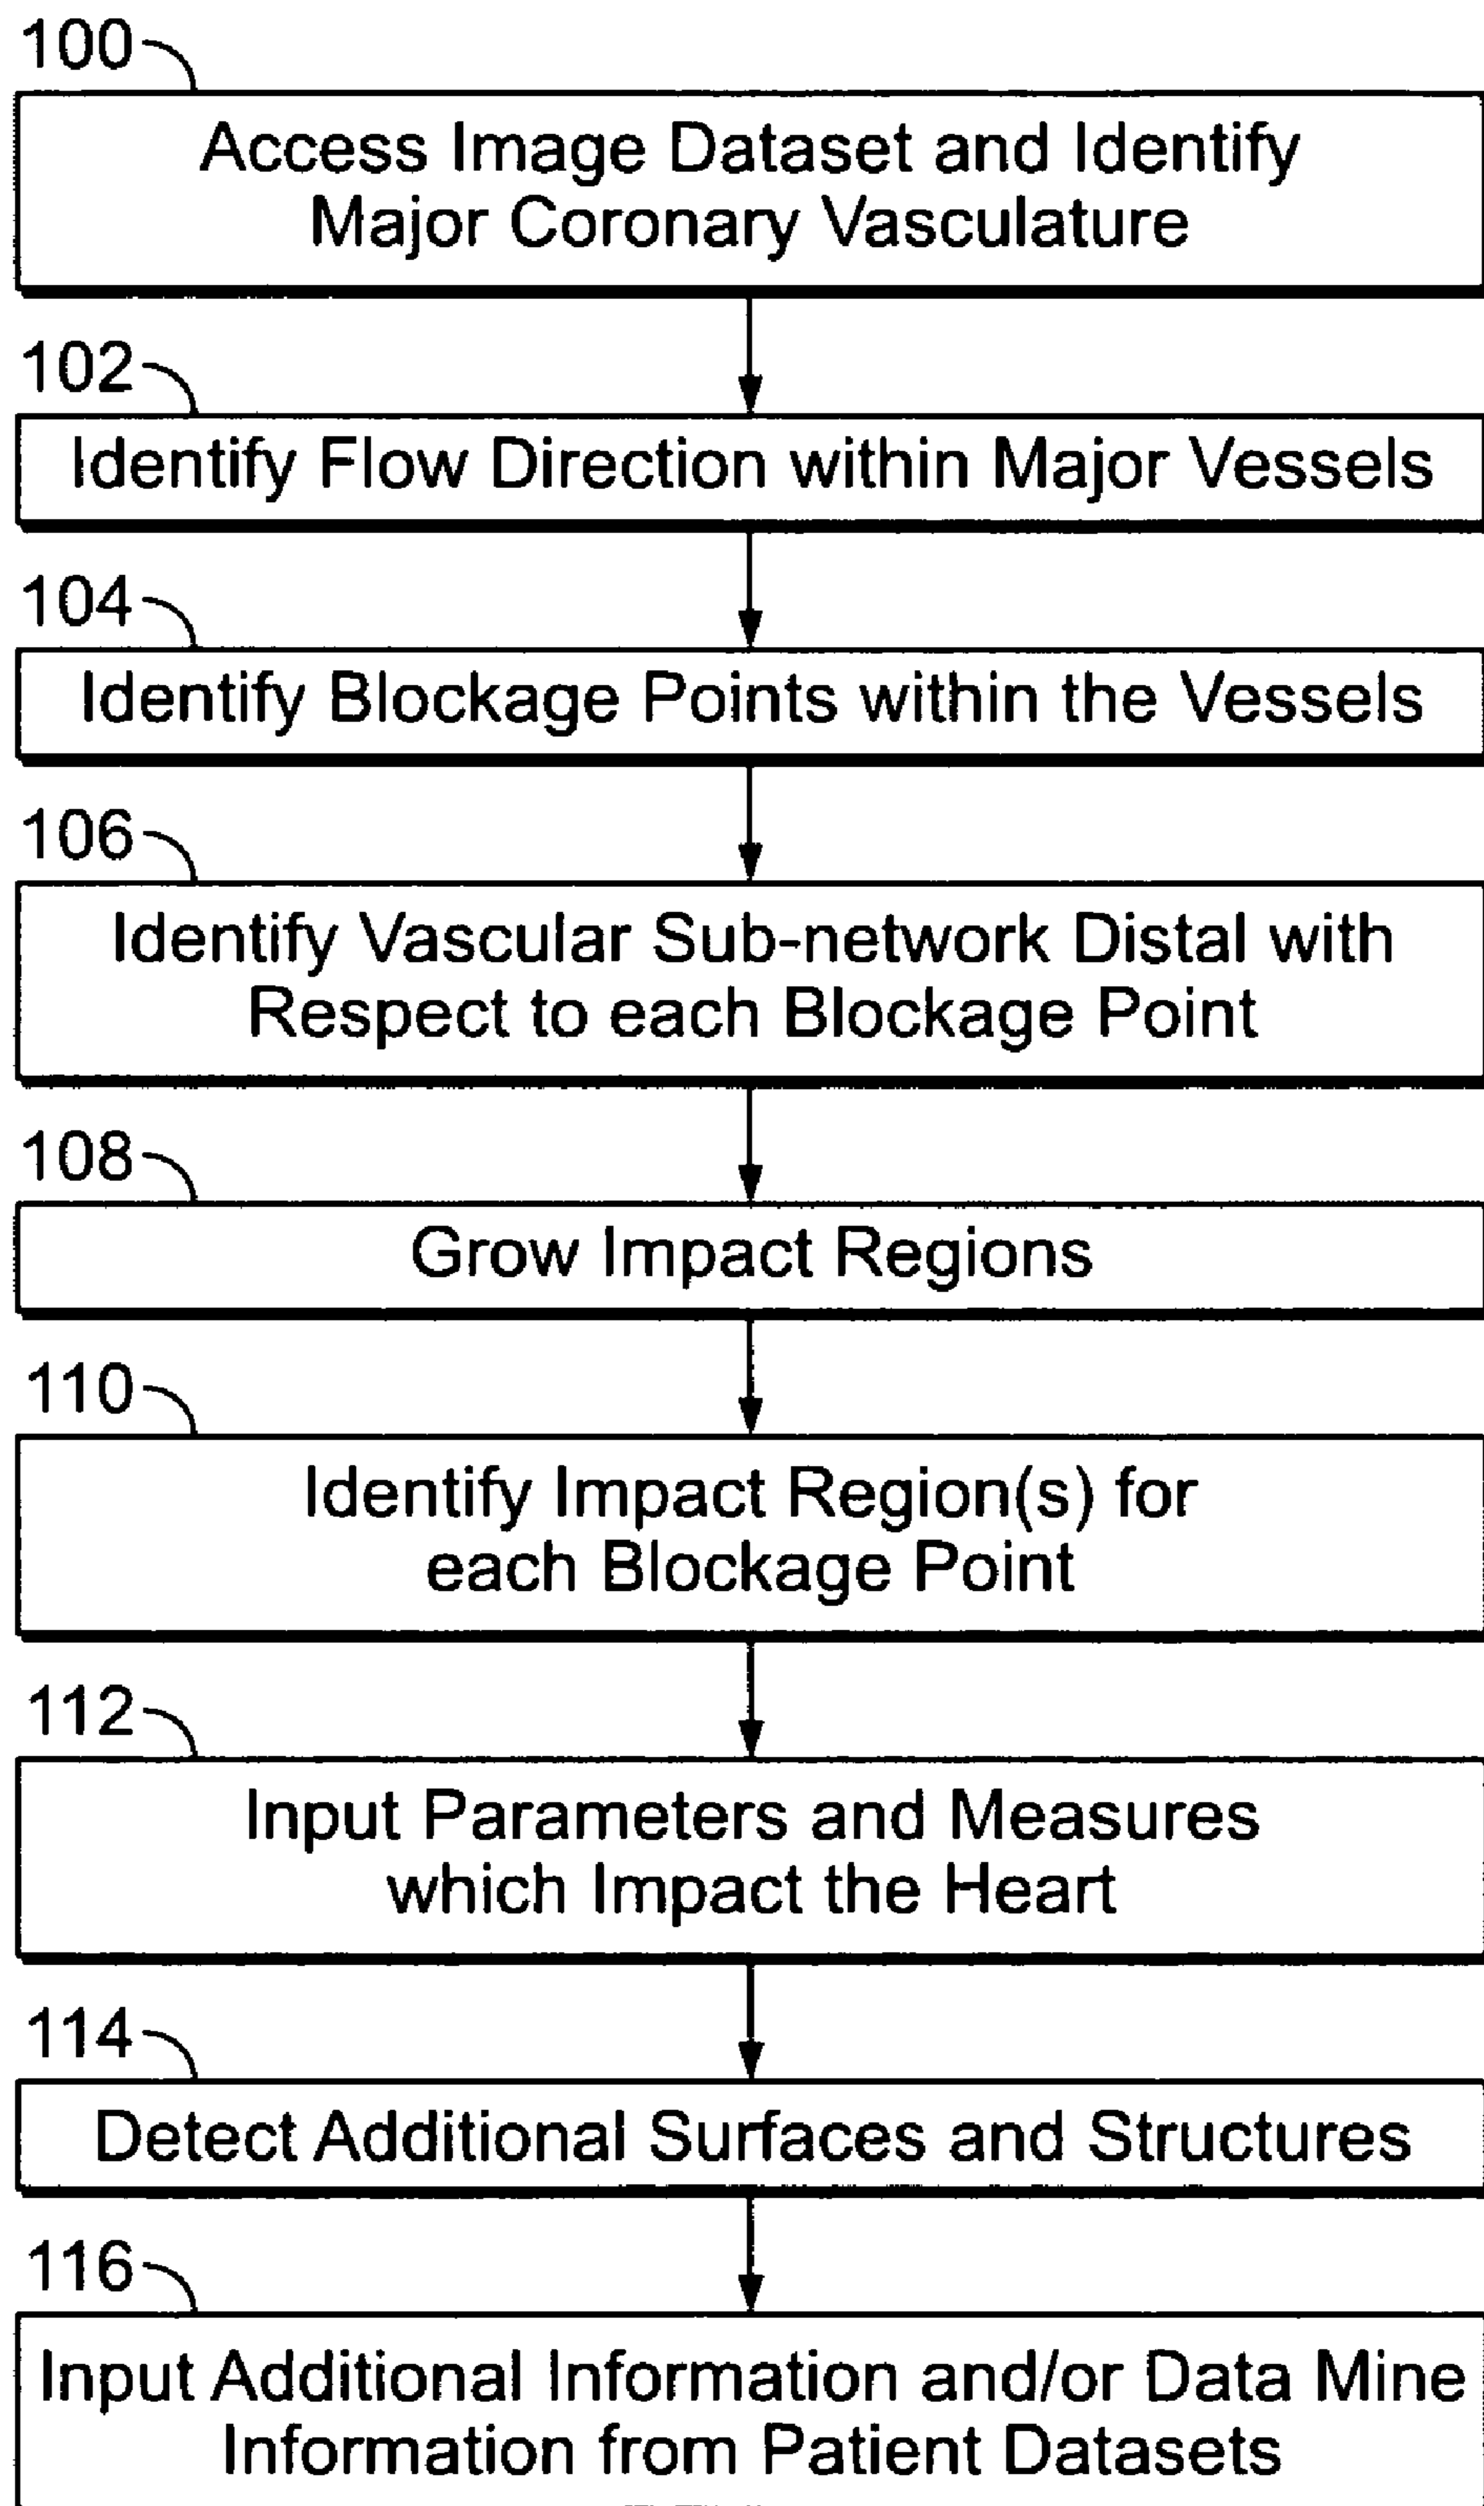 100
Access Image Dataset and Identify
Major Coronary Vasculature
102
Identify Flow Direction within Major Vessels
104
Identify Blockage Points within the Vessels
106
Identify Vascular Sub-network Distal with
Respect to each Blockage Point
108
Grow Impact Regions
110
Identify Impact Region(s) for
each Blockage Point
112
Input Parameters and Measures
which Impact the Heart
114
Detect Additional Surfaces and Structures
116
Input Additional Information and/or Data Mine
Information from Patient Datasets